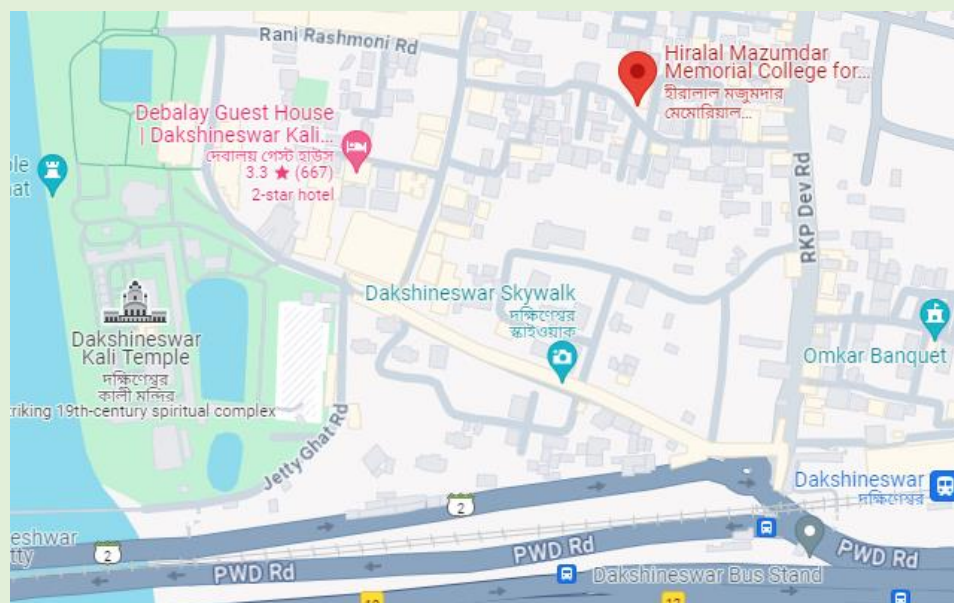 Rani Rashmoni Rd
Hiralal Mazumdar
Memorial College for...
হীরালাল মজুমদার
মেমোরিয়াল...
Debalay Guest House
| Dakshineswar Kali...
দেবালয় গেস্ট হাউস
3.3 ★ (667)
2-star hotel
RKP Dev Rd
Dakshineswar Skywalk
দক্ষিণেশ্বর
স্কাইওয়াক
Omkar Banquet
Dakshineswar
Kali Temple
দক্ষিণেশ্বর
কালী মন্দির
triking 19th-century spiritual complex
Jetty Ghat Rd
Dakshineswar
দক্ষিণেশ্বর
2
2
eshwar
tty
PWD Rd
PWD Rd
PWD Rd
Dakshineswar Bus Stand